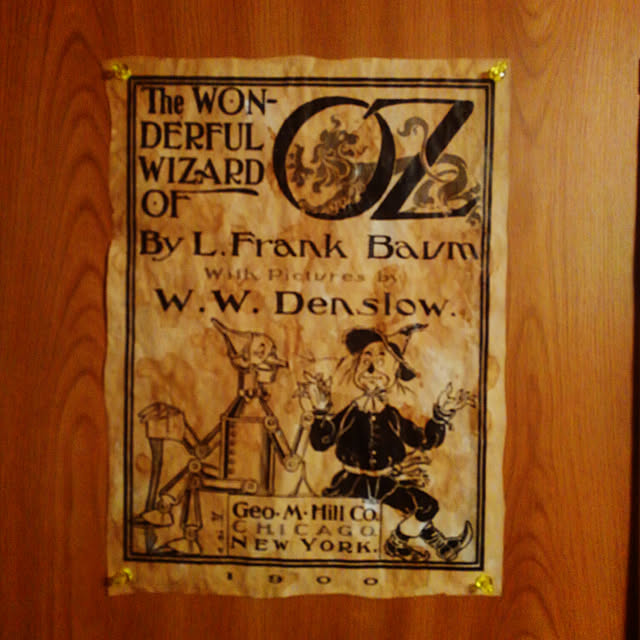 The WON-
DERFUL
WIZARD
OF
OZ
By L. Frank Baum
With Pictures by
W. W. Denslow.
Geo. M. Hill Co.
CHICAGO.
NEW YORK.
1900